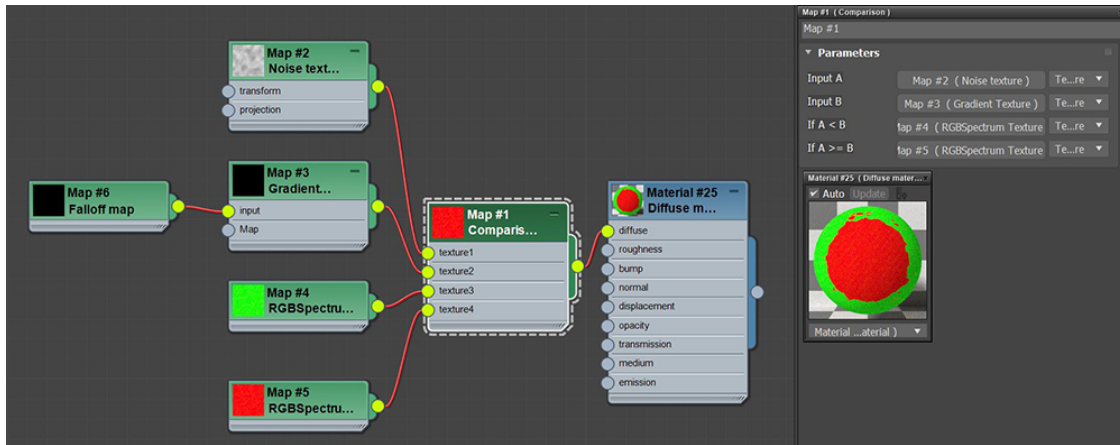 Map #2
Noise text...
transform
projection
Map #6
Falloff map
Map #3
Gradient...
input
Map
Map #4
RGBSpectru...
Map #5
RGBSpectru...
Map #1
Comparis...
texture1
texture2
texture3
texture4
Material #25
Diffuse m...
diffuse
roughness
bump
normal
displacement
opacity
transmission
medium
emission
Map #1 ( Comparison )
Map #1
Parameters
Input A Map #2 ( Noise texture ) Te...re
Input B Map #3 ( Gradient Texture ) Te...re
If A < B Map #4 ( RGBSpectrum Texture Te...re
If A >= B Map #5 ( RGBSpectrum Texture Te...re
Material #25 ( Diffuse mater...
Auto Update
Material ...aterial )